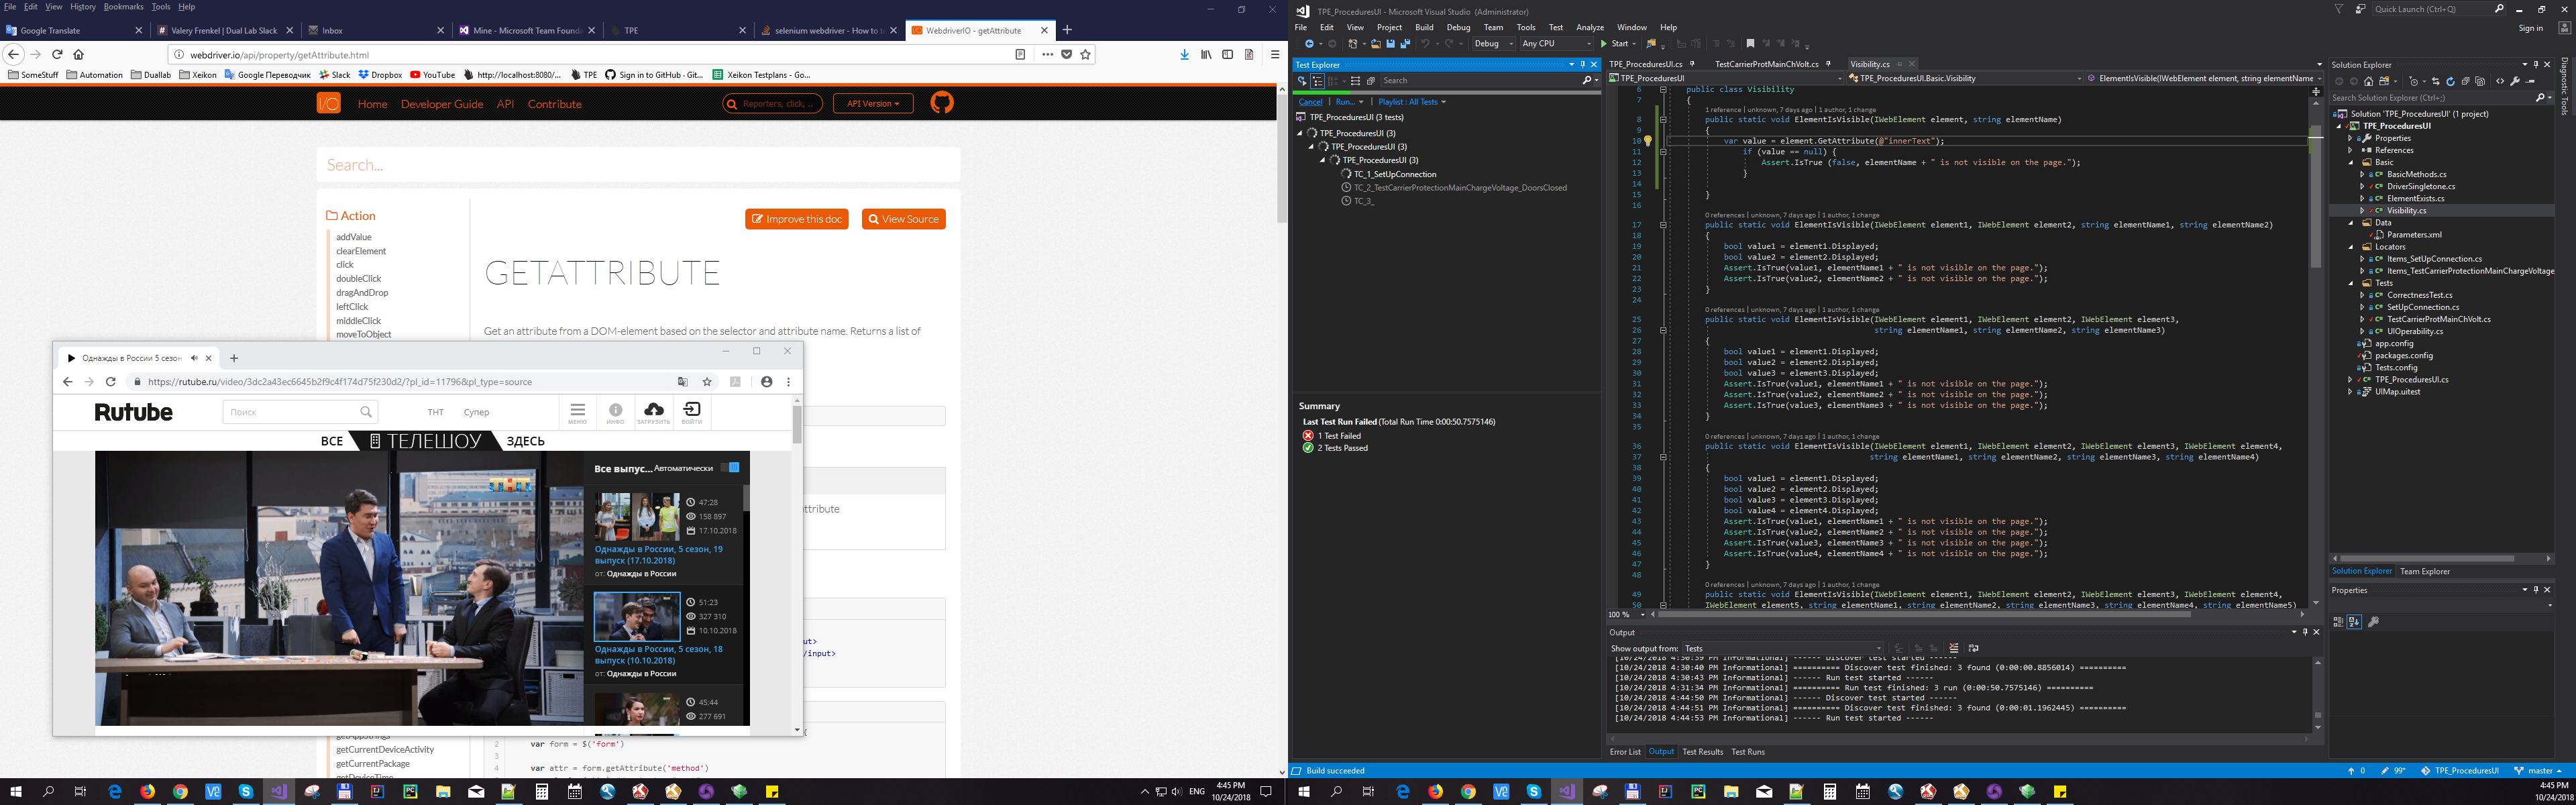 File Edit View History Bookmarks Tools Help
Google Translate
Valery Frenkel | Dual Lab Slack
Inbox
Mine - Microsoft Team Founda
TPE
selenium webdriver - How to t
WebdriverIO - getAttribute
webdriver.io/api/property/getAttribute.html
SomeStuff Automation Duallab Xeikon Google Переводчик Slack Dropbox YouTube http://localhost:8080/... TPE Sign in to GitHub · Git... Xeikon Testplans - Go...
Home Developer Guide API Contribute
Reporters, click, ...
API Version
Search...
Action
Improve this doc
View Source
addValue
clearElement
click
doubleClick
dragAndDrop
leftClick
middleClick
moveToObject
GETATTRIBUTE
Get an attribute from a DOM-element based on the selector and attribute name. Returns a list of
Однажды в России 5 сезон
https://rutube.ru/video/3dc2a43ec6645b2f9c4f174d75f230d2/?pl_id=11796&pl_type=source
Rutube
Поиск
ТНТ Супер
МЕНЮ ИНФО ЗАГРУЗИТЬ ВОЙТИ
ВСЕ ТЕЛЕШОУ ЗДЕСЬ
Все выпус... Автоматически
47:28
158 897
17.10.2018
Однажды в России, 5 сезон, 19
выпуск (17.10.2018)
от: Однажды в России
51:23
327 310
10.10.2018
Однажды в России, 5 сезон, 18
выпуск (10.10.2018)
от: Однажды в России
45:44
277 691
ttribute
ut>
/input>
getCurrentDeviceActivity
getCurrentPackage
getDeviceTime
2 var form = $('form')
3
4 var attr = form.getAttribute('method')
ENG
4:45 PM
10/24/2018
TPE_ProceduresUI - Microsoft Visual Studio (Administrator)
Quick Launch (Ctrl+Q)
File Edit View Project Build Debug Team Tools Test Analyze Window Help
Sign in
Debug Any CPU Start
Test Explorer
Search
Cancel | Run... | Playlist : All Tests
TPE_ProceduresUI (3 tests)
TPE_ProceduresUI (3)
TPE_ProceduresUI (3)
TPE_ProceduresUI (3)
TC_1_SetUpConnection
TC_2_TestCarrierProtectionMainChargeVoltage_DoorsClosed
TC_3_
Summary
Last Test Run Failed (Total Run Time 0:00:50.7575146)
1 Test Failed
2 Tests Passed
TPE_ProceduresUI.cs TestCarrierProtMainChVolt.cs Visibility.cs
TPE_ProceduresUI TPE_ProceduresUI.Basic.Visibility ElementIsVisible(IWebElement element, string elementName
6 public class Visibility
7 {
1 reference | unknown, 7 days ago | 1 author, 1 change
8 public static void ElementIsVisible(IWebElement element, string elementName)
9 {
10 var value = element.GetAttribute(@"innerText");
11 if (value == null) {
12 Assert.IsTrue (false, elementName + " is not visible on the page.");
13 }
14
15 }
16
0 references | unknown, 7 days ago | 1 author, 1 change
17 public static void ElementIsVisible(IWebElement element1, IWebElement element2, string elementName1, string elementName2)
18 {
19 bool value1 = element1.Displayed;
20 bool value2 = element2.Displayed;
21 Assert.IsTrue(value1, elementName1 + " is not visible on the page.");
22 Assert.IsTrue(value2, elementName2 + " is not visible on the page.");
23 }
24
0 references | unknown, 7 days ago | 1 author, 1 change
25 public static void ElementIsVisible(IWebElement element1, IWebElement element2, IWebElement element3,
26 string elementName1, string elementName2, string elementName3)
27 {
28 bool value1 = element1.Displayed;
29 bool value2 = element2.Displayed;
30 bool value3 = element3.Displayed;
31 Assert.IsTrue(value1, elementName1 + " is not visible on the page.");
32 Assert.IsTrue(value2, elementName2 + " is not visible on the page.");
33 Assert.IsTrue(value3, elementName3 + " is not visible on the page.");
34 }
35
0 references | unknown, 7 days ago | 1 author, 1 change
36 public static void ElementIsVisible(IWebElement element1, IWebElement element2, IWebElement element3, IWebElement element4,
37 string elementName1, string elementName2, string elementName3, string elementName4)
38 {
39 bool value1 = element1.Displayed;
40 bool value2 = element2.Displayed;
41 bool value3 = element3.Displayed;
42 bool value4 = element4.Displayed;
43 Assert.IsTrue(value1, elementName1 + " is not visible on the page.");
44 Assert.IsTrue(value2, elementName2 + " is not visible on the page.");
45 Assert.IsTrue(value3, elementName3 + " is not visible on the page.");
46 Assert.IsTrue(value4, elementName4 + " is not visible on the page.");
47 }
48
0 references | unknown, 7 days ago | 1 author, 1 change
49 public static void ElementIsVisible(IWebElement element1, IWebElement element2, IWebElement element3, IWebElement element4,
50 IWebElement element5, string elementName1, string elementName2, string elementName3, string elementName4, string elementName5)
100 %
Output
Show output from: Tests
[10/24/2018 4:30:39 PM Informational] ------ Discover test started ------
[10/24/2018 4:30:40 PM Informational] ========== Discover test finished: 3 found (0:00:00.8856014) ==========
[10/24/2018 4:30:43 PM Informational] ------ Run test started ------
[10/24/2018 4:31:34 PM Informational] ========== Run test finished: 3 run (0:00:50.7575146) ==========
[10/24/2018 4:44:50 PM Informational] ------ Discover test started ------
[10/24/2018 4:44:51 PM Informational] ========== Discover test finished: 3 found (0:00:01.1962445) ==========
[10/24/2018 4:44:53 PM Informational] ------ Run test started ------
Error List Output Test Results Test Runs
Solution Explorer
Search Solution Explorer (Ctrl+;)
Solution 'TPE_ProceduresUI' (1 project)
TPE_ProceduresUI
Properties
References
Basic
BasicMethods.cs
DriverSingletone.cs
ElementExists.cs
Visibility.cs
Data
Parameters.xml
Locators
Items_SetUpConnection.cs
Items_TestCarrierProtectionMainChargeVoltage
Tests
CorrectnessTest.cs
SetUpConnection.cs
TestCarrierProtMainChVolt.cs
UIOperability.cs
app.config
packages.config
Tests.config
TPE_ProceduresUI.cs
UIMap.uitest
Solution Explorer Team Explorer
Properties
Diagnostic Tools
Build succeeded
0 99* TPE_ProceduresUI master
4:45 PM
10/24/2018